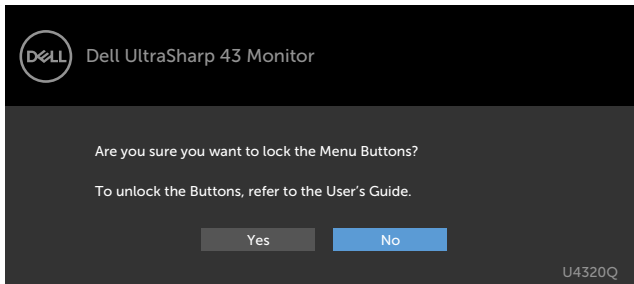 DELL
Dell UltraSharp 43 Monitor
Are you sure you want to lock the Menu Buttons?
To unlock the Buttons, refer to the User’s Guide.
Yes
No
U4320Q